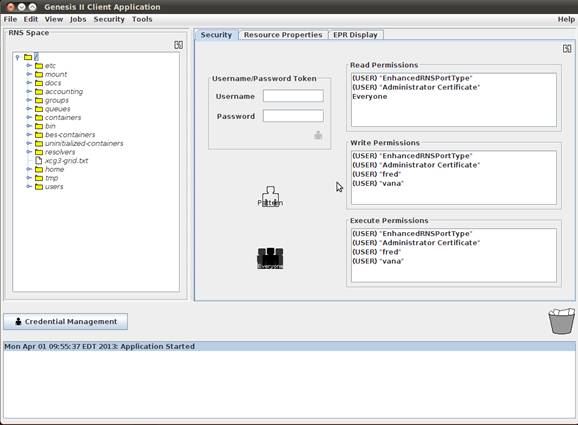 Genesis II Client Application
File Edit View Jobs Security Tools Help
RNS Space
/
etc
mount
docs
accounting
groups
queues
containers
bin
bes-containers
uninitialized-containers
resolvers
xcg3-grid.txt
home
tmp
users
Security Resource Properties EPR Display
Username/Password Token
Username
Password
Pattern
Everyone
Read Permissions
(USER) "EnhancedRNSPortType"
(USER) "Administrator Certificate"
Everyone
Write Permissions
(USER) "EnhancedRNSPortType"
(USER) "Administrator Certificate"
(USER) "fred"
(USER) "vana"
Execute Permissions
(USER) "EnhancedRNSPortType"
(USER) "Administrator Certificate"
(USER) "fred"
(USER) "vana"
Credential Management
Mon Apr 01 09:55:37 EDT 2013: Application Started